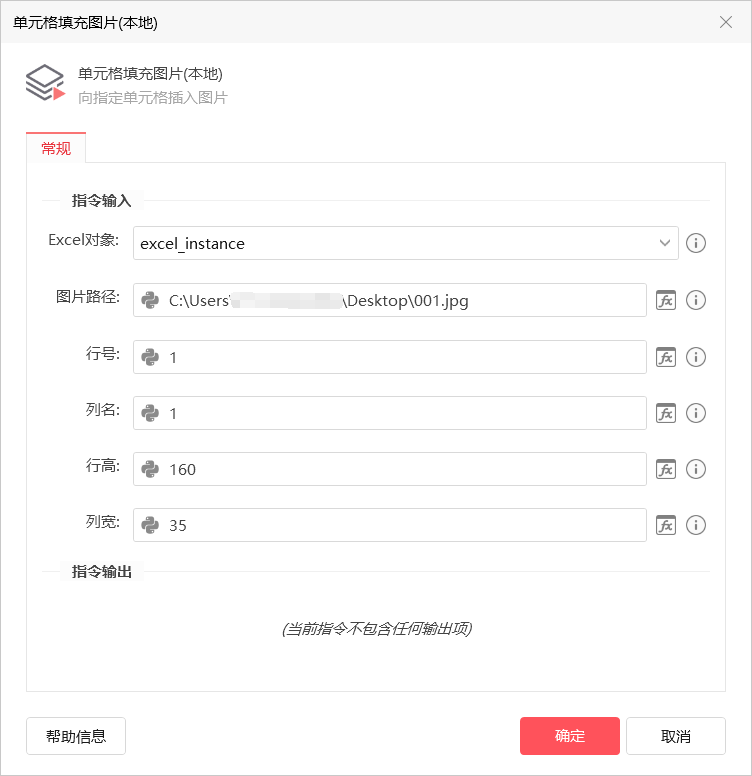 单元格填充图片(本地)
单元格填充图片(本地)
向指定单元格插入图片
常规
指令输入
Excel对象: excel_instance
图片路径: C:\Users\ \Desktop\001.jpg
行号: 1
列名: 1
行高: 160
列宽: 35
指令输出
(当前指令不包含任何输出项)
帮助信息 确定 取消